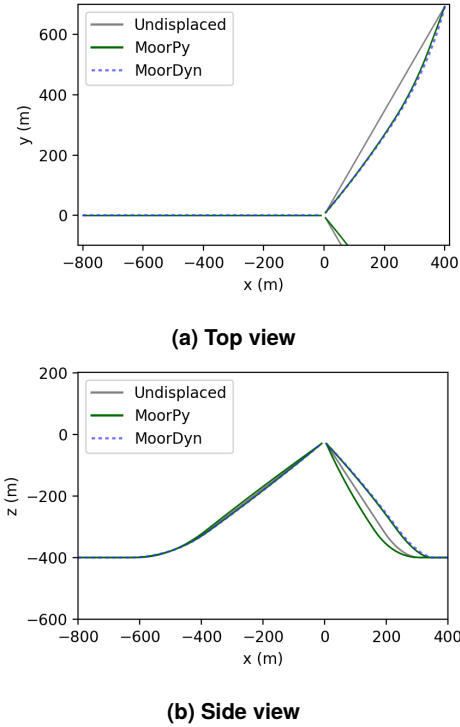 600
400
200
0
y (m)
Undisplaced
MoorPy
MoorDyn
−800 −600 −400 −200 0 200 400
x (m)
(a) Top view
200
0
−200
−400
−600
z (m)
Undisplaced
MoorPy
MoorDyn
−800 −600 −400 −200 0 200 400
x (m)
(b) Side view